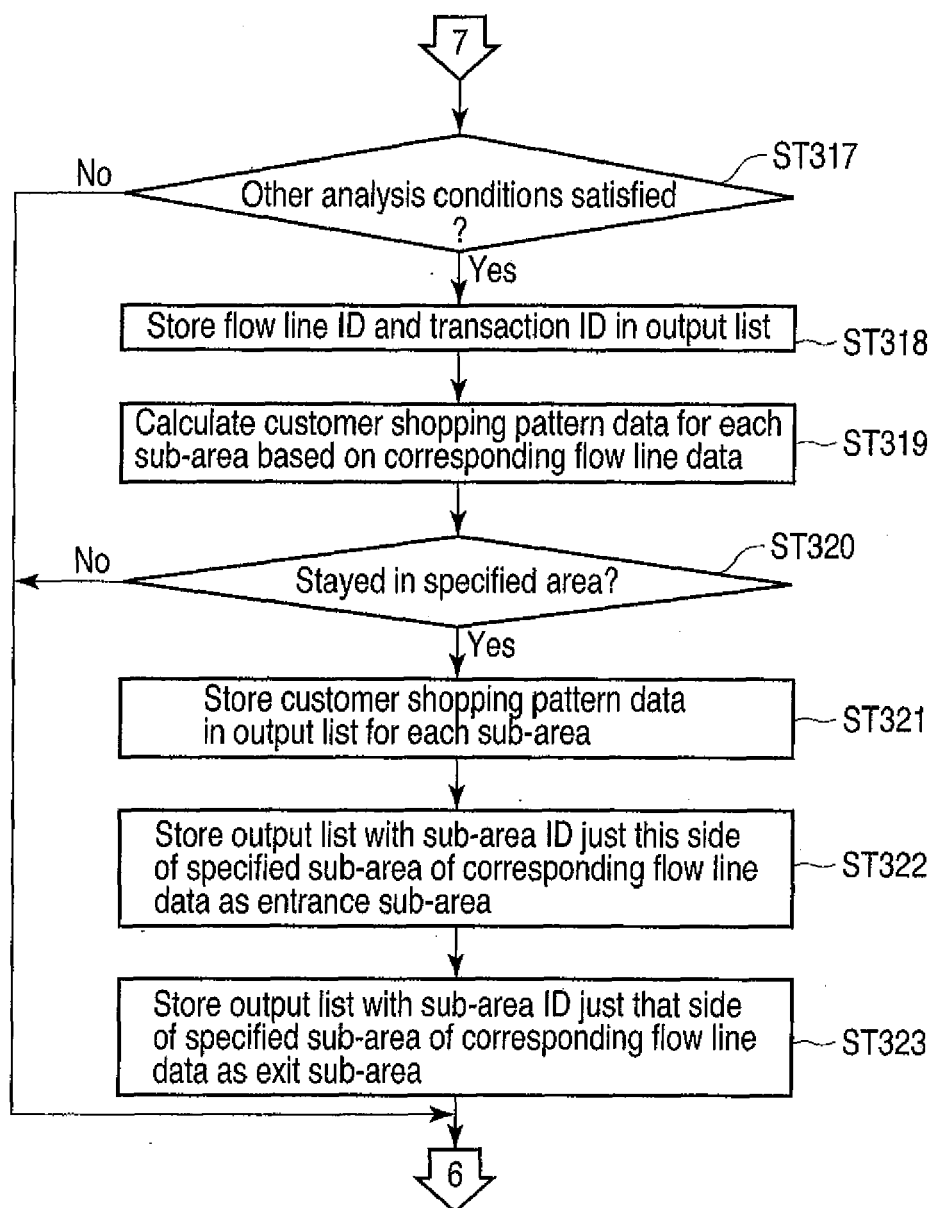 7
ST317
No
Other analysis conditions satisfied
?
Yes
Store flow line ID and transaction ID in output list
ST318
Calculate customer shopping pattern data for each
sub-area based on corresponding flow line data
ST319
ST320
No
Stayed in specified area?
Yes
Store customer shopping pattern data
in output list for each sub-area
ST321
Store output list with sub-area ID just this side
of specified sub-area of corresponding flow line
data as entrance sub-area
ST322
Store output list with sub-area ID just that side
of specified sub-area of corresponding flow line
data as exit sub-area
ST323
6